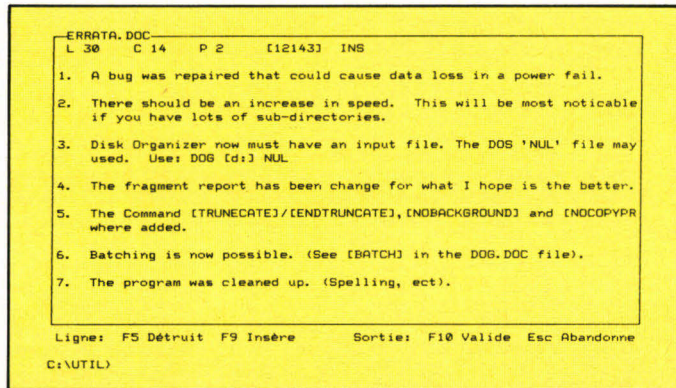 ERRATA.DOC
L 30 C 14 P 2 [12143] INS
1. A bug was repaired that could cause data loss in a power fail.
2. There should be an increase in speed. This will be most noticable
if you have lots of sub-directories.
3. Disk Organizer now must have an input file. The DOS 'NUL' file may
used. Use: DOG [d:] NUL
4. The fragment report has been change for what I hope is the better.
5. The Command [TRUNECATE]/[ENDTRUNCATE],[NOBACKGROUND] and [NOCOPYPR
where added.
6. Batching is now possible. (See [BATCH] in the DOG.DOC file).
7. The program was cleaned up. (Spelling, ect).
Ligne: F5 Détruit F9 Insère Sortie: F10 Valide Esc Abandonne
C:\UTIL>